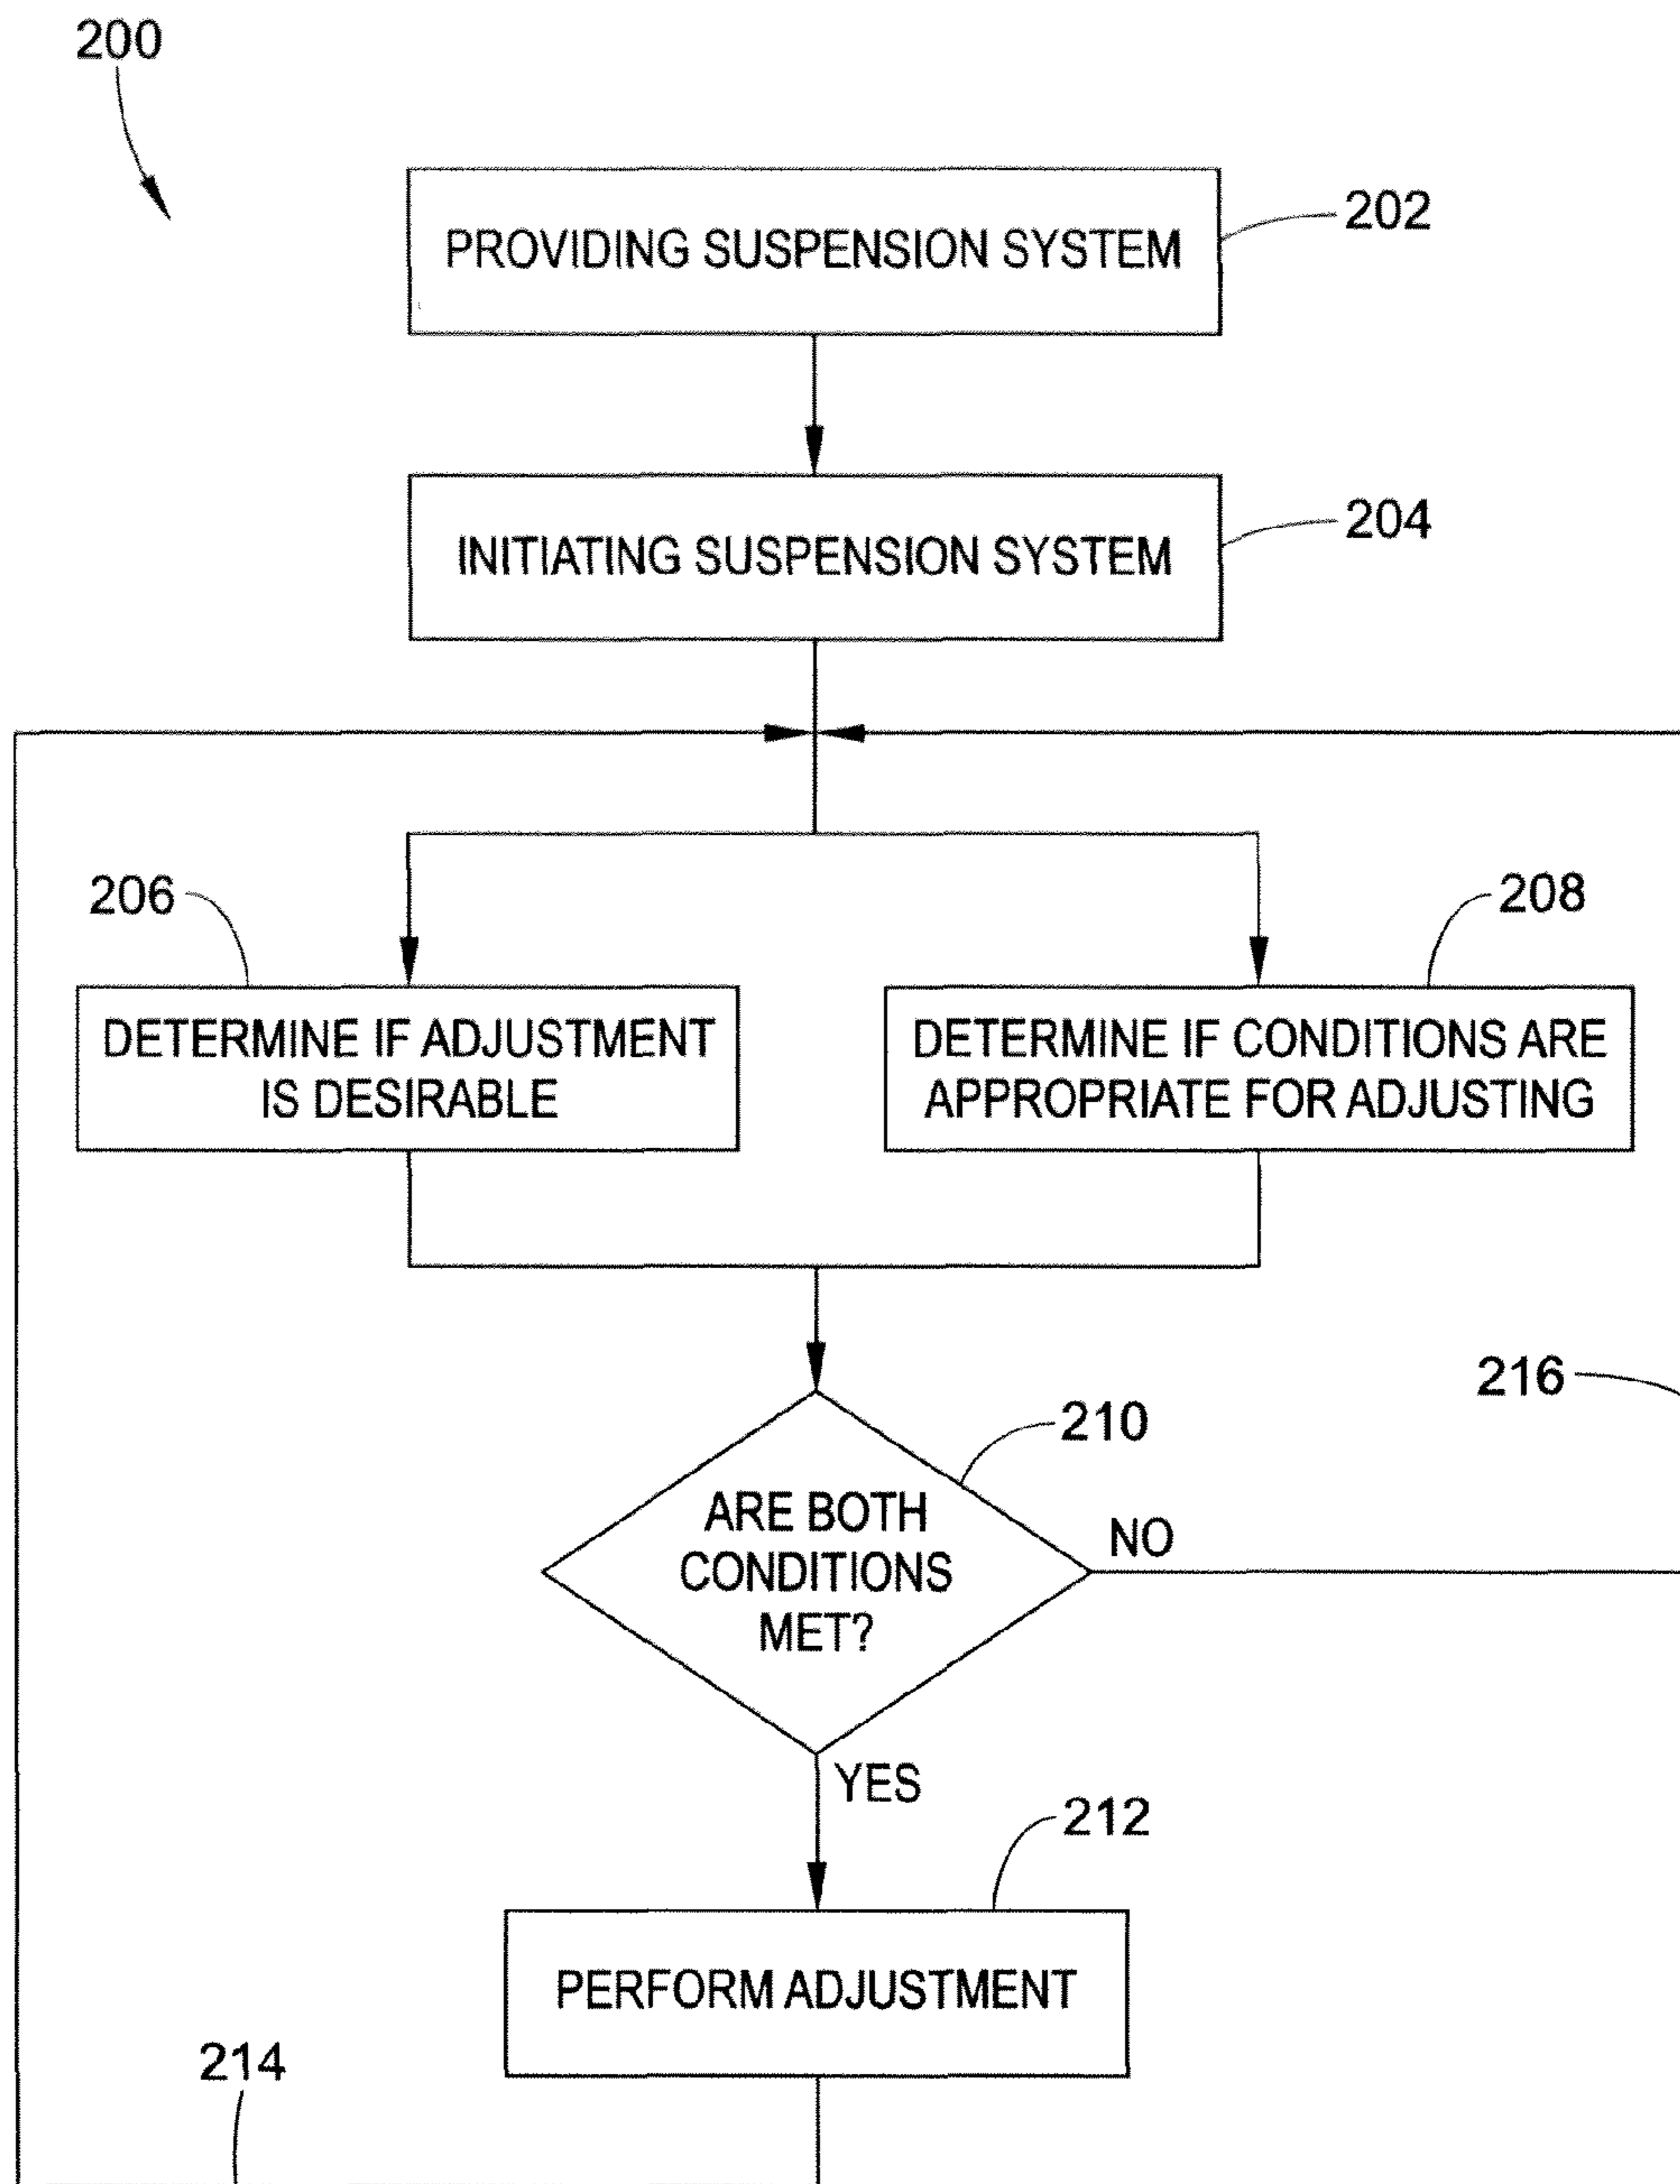 200
PROVIDING SUSPENSION SYSTEM
202
INITIATING SUSPENSION SYSTEM
204
206
208
DETERMINE IF ADJUSTMENT
IS DESIRABLE
DETERMINE IF CONDITIONS ARE
APPROPRIATE FOR ADJUSTING
216
210
ARE BOTH
CONDITIONS
MET?
NO
YES
212
PERFORM ADJUSTMENT
214